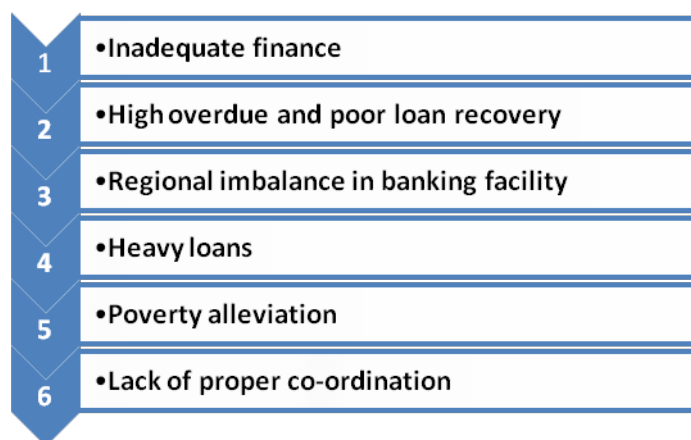 1 •Inadequate finance
2 •High overdue and poor loan recovery
3 •Regional imbalance in banking facility
4 •Heavy loans
5 •Poverty alleviation
6 •Lack of proper co-ordination